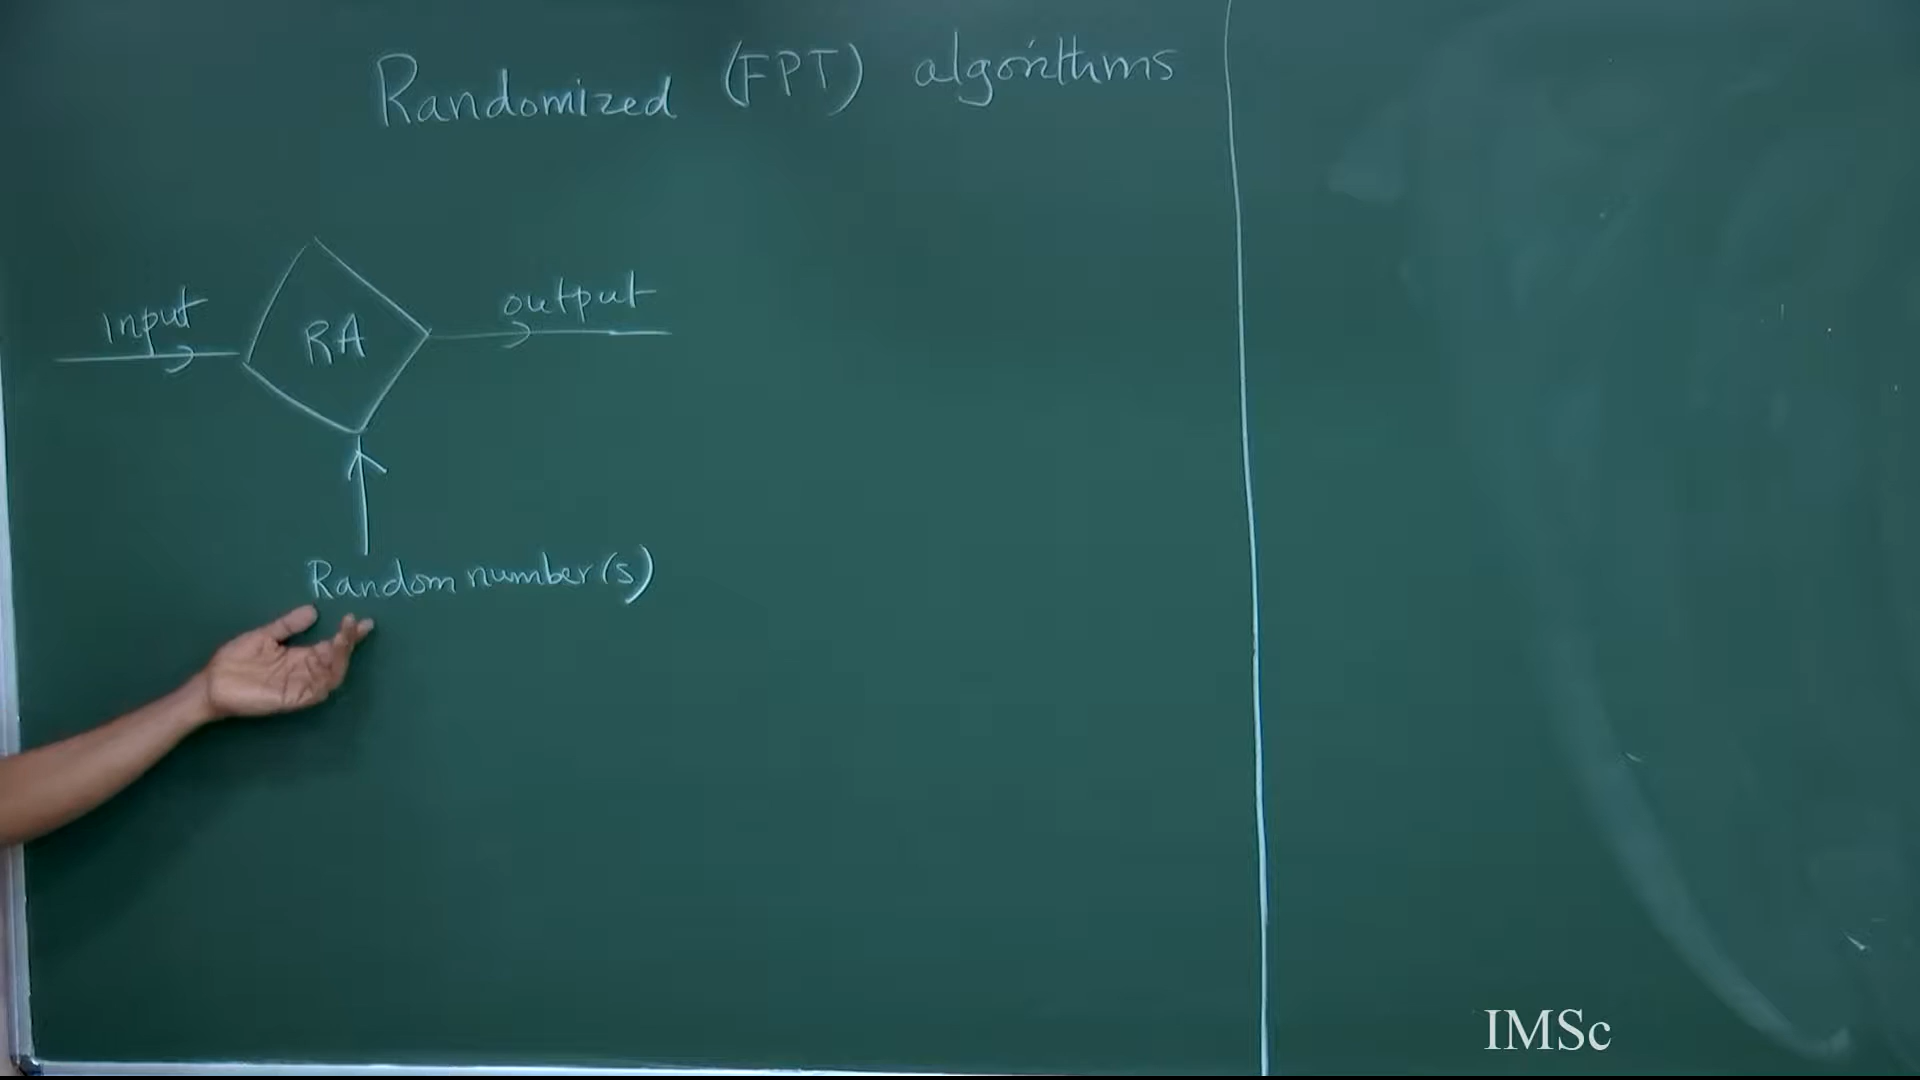 Randomized (FPT) algorithms
input
RA
output
Random number(s)
IMSc